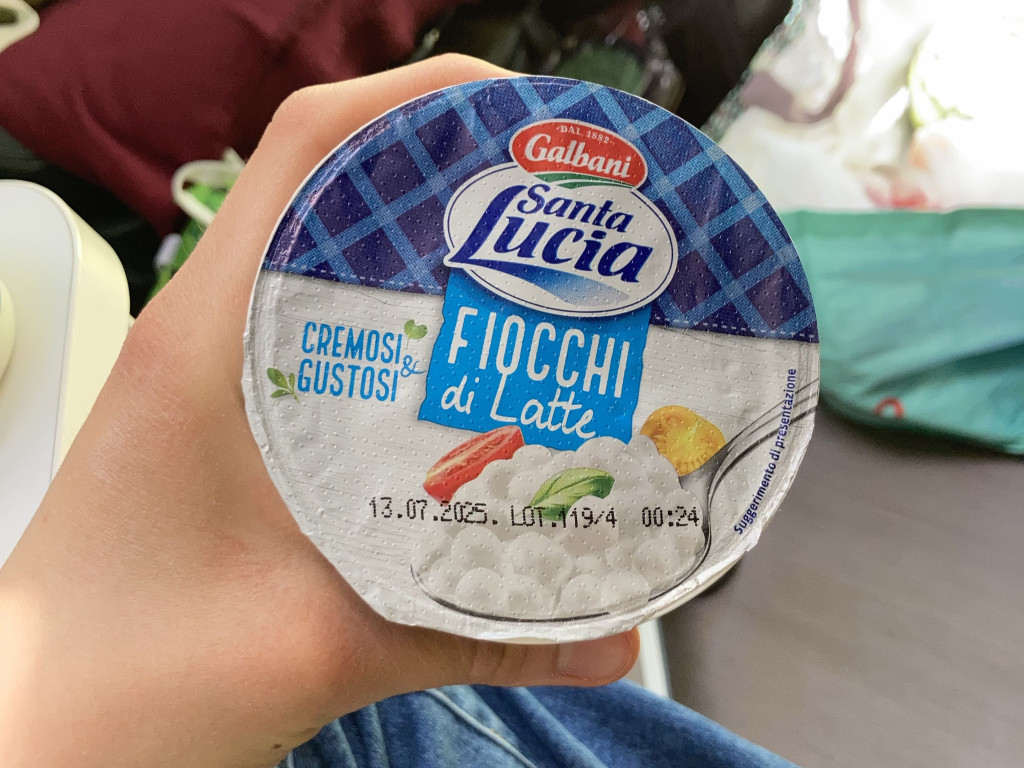 DAL 1882
Galbani
Santa
Lucia
CREMOSI
&
GUSTOSI
FIOCCHI
di Latte
13.07.2025. LOT.119/4 00:24
Suggerimento di presentazione